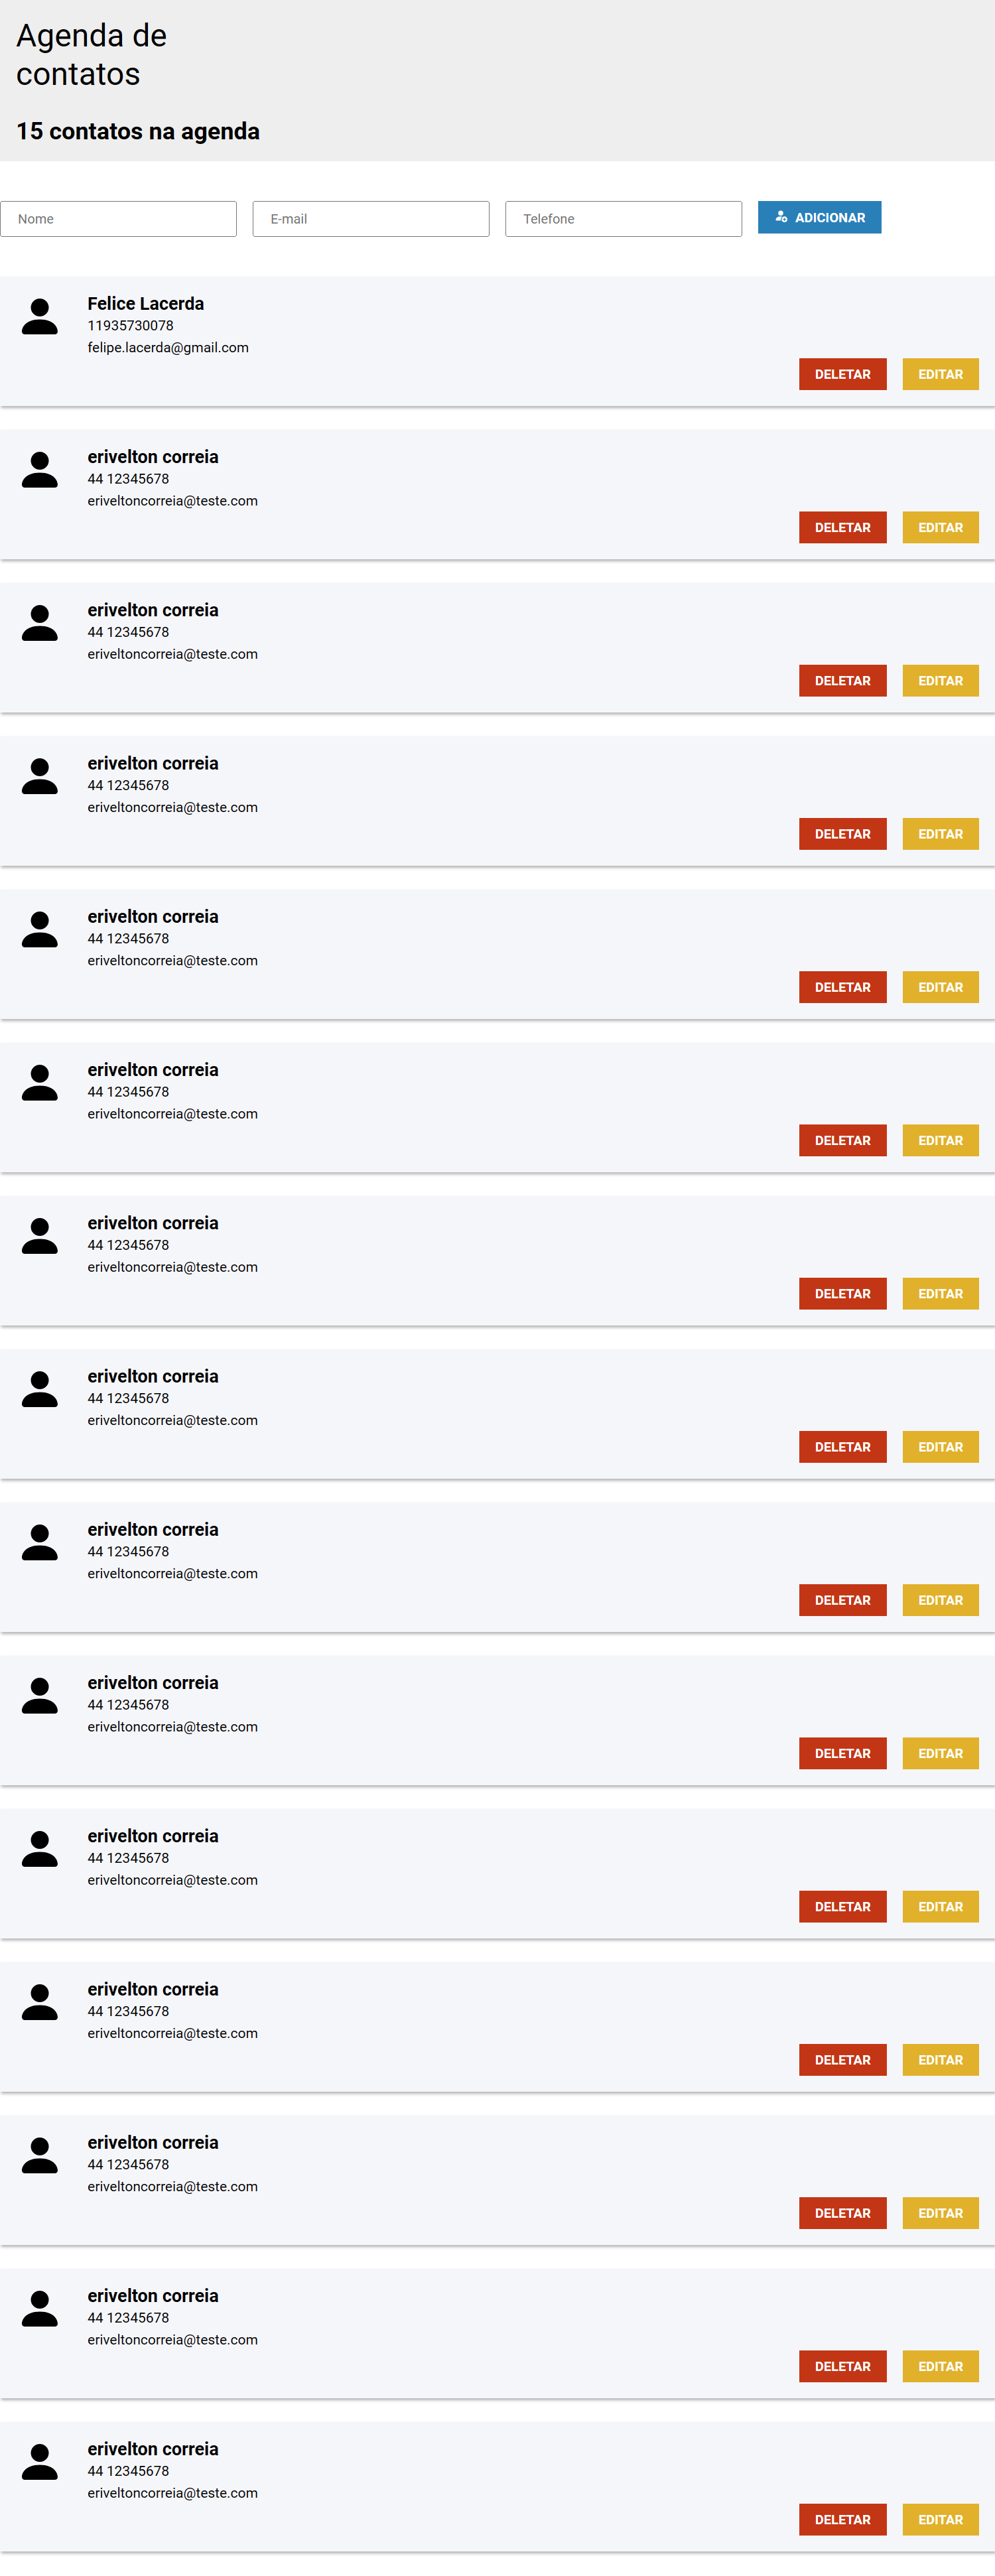 Agenda de
contatos
15 contatos na agenda
Nome E-mail Telefone ADICIONAR
Felice Lacerda
11935730078
felipe.lacerda@gmail.com
DELETAR EDITAR
erivelton correia
44 12345678
eriveltoncorreia@teste.com
DELETAR EDITAR
erivelton correia
44 12345678
eriveltoncorreia@teste.com
DELETAR EDITAR
erivelton correia
44 12345678
eriveltoncorreia@teste.com
DELETAR EDITAR
erivelton correia
44 12345678
eriveltoncorreia@teste.com
DELETAR EDITAR
erivelton correia
44 12345678
eriveltoncorreia@teste.com
DELETAR EDITAR
erivelton correia
44 12345678
eriveltoncorreia@teste.com
DELETAR EDITAR
erivelton correia
44 12345678
eriveltoncorreia@teste.com
DELETAR EDITAR
erivelton correia
44 12345678
eriveltoncorreia@teste.com
DELETAR EDITAR
erivelton correia
44 12345678
eriveltoncorreia@teste.com
DELETAR EDITAR
erivelton correia
44 12345678
eriveltoncorreia@teste.com
DELETAR EDITAR
erivelton correia
44 12345678
eriveltoncorreia@teste.com
DELETAR EDITAR
erivelton correia
44 12345678
eriveltoncorreia@teste.com
DELETAR EDITAR
erivelton correia
44 12345678
eriveltoncorreia@teste.com
DELETAR EDITAR
erivelton correia
44 12345678
eriveltoncorreia@teste.com
DELETAR EDITAR